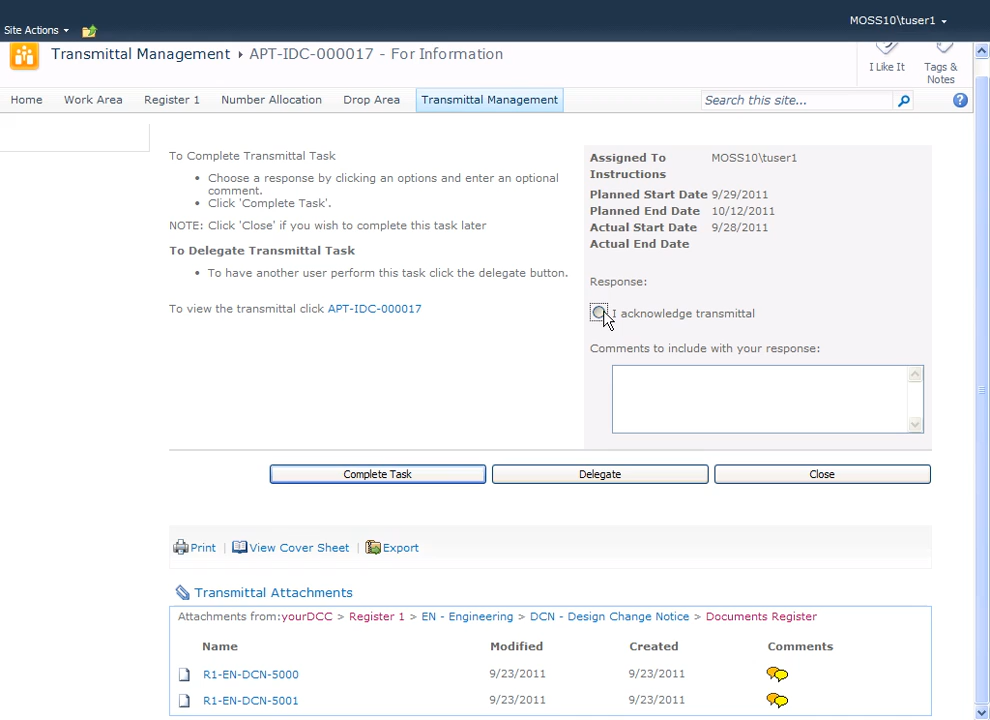 Site Actions
MOSS10\tuser1
Transmittal Management APT-IDC-000017 - For Information
I Like It
Tags & Notes
Home Work Area Register 1 Number Allocation Drop Area Transmittal Management
Search this site...
To Complete Transmittal Task
• Choose a response by clicking an options and enter an optional
comment.
• Click 'Complete Task'.
NOTE: Click 'Close' if you wish to complete this task later
To Delegate Transmittal Task
• To have another user perform this task click the delegate button.
To view the transmittal click APT-IDC-000017
Assigned To MOSS10\tuser1
Instructions
Planned Start Date 9/29/2011
Planned End Date 10/12/2011
Actual Start Date 9/28/2011
Actual End Date
Response:
I acknowledge transmittal
Comments to include with your response:
Complete Task Delegate Close
Print | View Cover Sheet | Export
Transmittal Attachments
Attachments from:yourDCC > Register 1 > EN - Engineering > DCN - Design Change Notice > Documents Register
Name Modified Created Comments
R1-EN-DCN-5000 9/23/2011 9/23/2011
R1-EN-DCN-5001 9/23/2011 9/23/2011